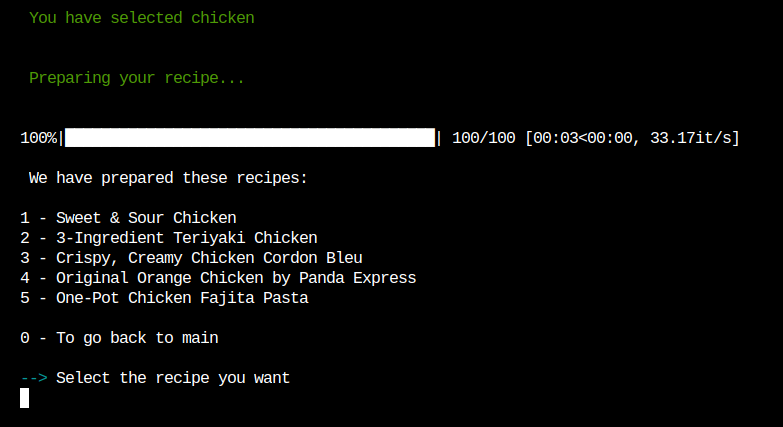 You have selected chicken
Preparing your recipe...
100%|██████████████████████████████████████████| 100/100 [00:03<00:00, 33.17it/s]
We have prepared these recipes:
1 - Sweet & Sour Chicken
2 - 3-Ingredient Teriyaki Chicken
3 - Crispy, Creamy Chicken Cordon Bleu
4 - Original Orange Chicken by Panda Express
5 - One-Pot Chicken Fajita Pasta
0 - To go back to main
--> Select the recipe you want